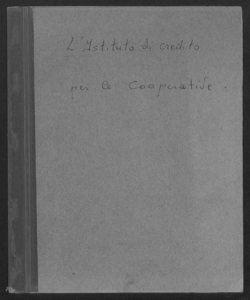 L'Istituto di credito
per le Cooperative.